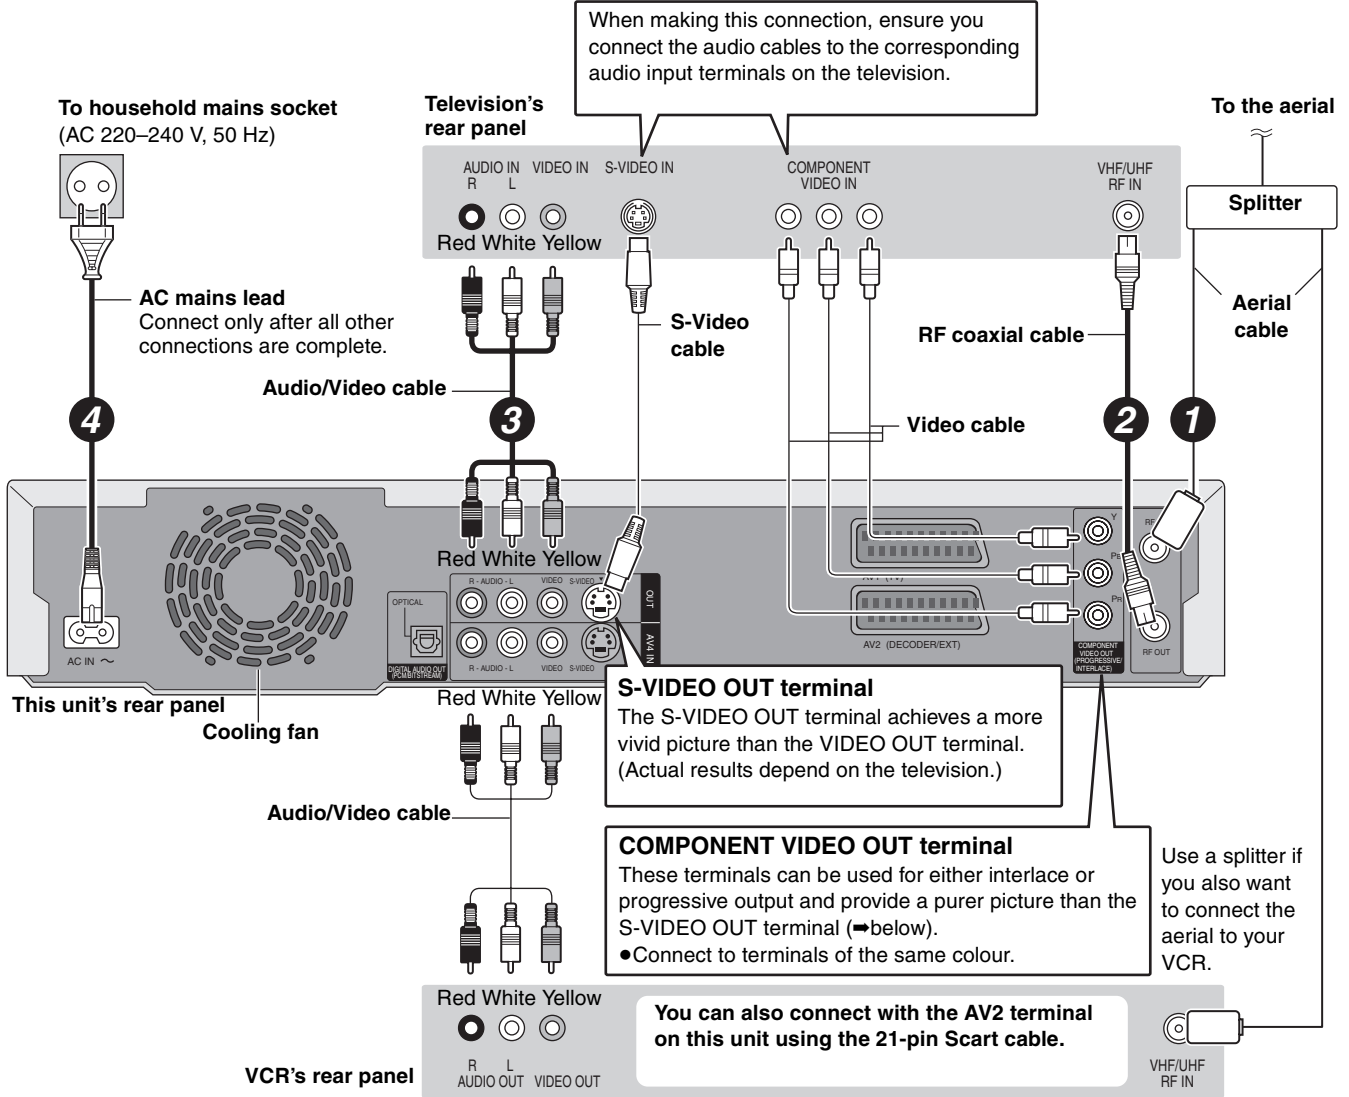 When making this connection, ensure you
connect the audio cables to the corresponding
audio input terminals on the television.
To household mains socket
(AC 220–240 V, 50 Hz)
Television's
rear panel
To the aerial
AUDIO IN
R L
VIDEO IN
S-VIDEO IN
COMPONENT
VIDEO IN
VHF/UHF
RF IN
Splitter
Red White Yellow
AC mains lead
Connect only after all other
connections are complete.
S-Video
cable
RF coaxial cable
Aerial
cable
Audio/Video cable
4
3
Video cable
2
1
Red White Yellow
R - AUDIO - L
VIDEO
S-VIDEO
OUT
OPTICAL
AV4 IN
R - AUDIO - L
VIDEO
S-VIDEO
DIGITAL AUDIO OUT
(PCM/BITSTREAM)
AC IN ~
AV1 (TV)
AV2 (DECODER/EXT)
Y
PB
PR
COMPONENT
VIDEO OUT
(PROGRESSIVE/
INTERLACE)
RF
RF OUT
This unit's rear panel
Cooling fan
Red White Yellow
S-VIDEO OUT terminal
The S-VIDEO OUT terminal achieves a more
vivid picture than the VIDEO OUT terminal.
(Actual results depend on the television.)
Audio/Video cable
COMPONENT VIDEO OUT terminal
These terminals can be used for either interlace or
progressive output and provide a purer picture than the
S-VIDEO OUT terminal (➡below).
●Connect to terminals of the same colour.
Use a splitter if
you also want
to connect the
aerial to your
VCR.
Red White Yellow
You can also connect with the AV2 terminal
on this unit using the 21-pin Scart cable.
R L
AUDIO OUT
VIDEO OUT
VCR's rear panel
VHF/UHF
RF IN